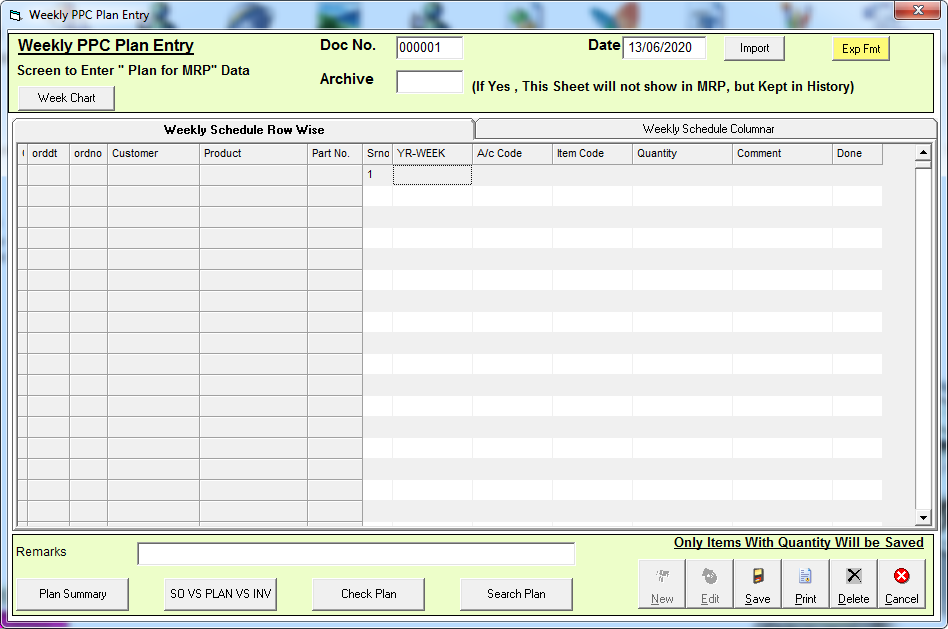 Weekly PPC Plan Entry
Weekly PPC Plan Entry
Doc No. 000001
Date 13/06/2020
Import
Exp Fmt
Screen to Enter " Plan for MRP" Data
Archive
(If Yes , This Sheet will not show in MRP, but Kept in History)
Week Chart
Weekly Schedule Row Wise
Weekly Schedule Columnar
orddt ordno Customer Product Part No. Srno YR-WEEK A/c Code Item Code Quantity Comment Done
1
Only Items With Quantity Will be Saved
Remarks
Plan Summary
SO VS PLAN VS INV
Check Plan
Search Plan
New
Edit
Save
Print
Delete
Cancel